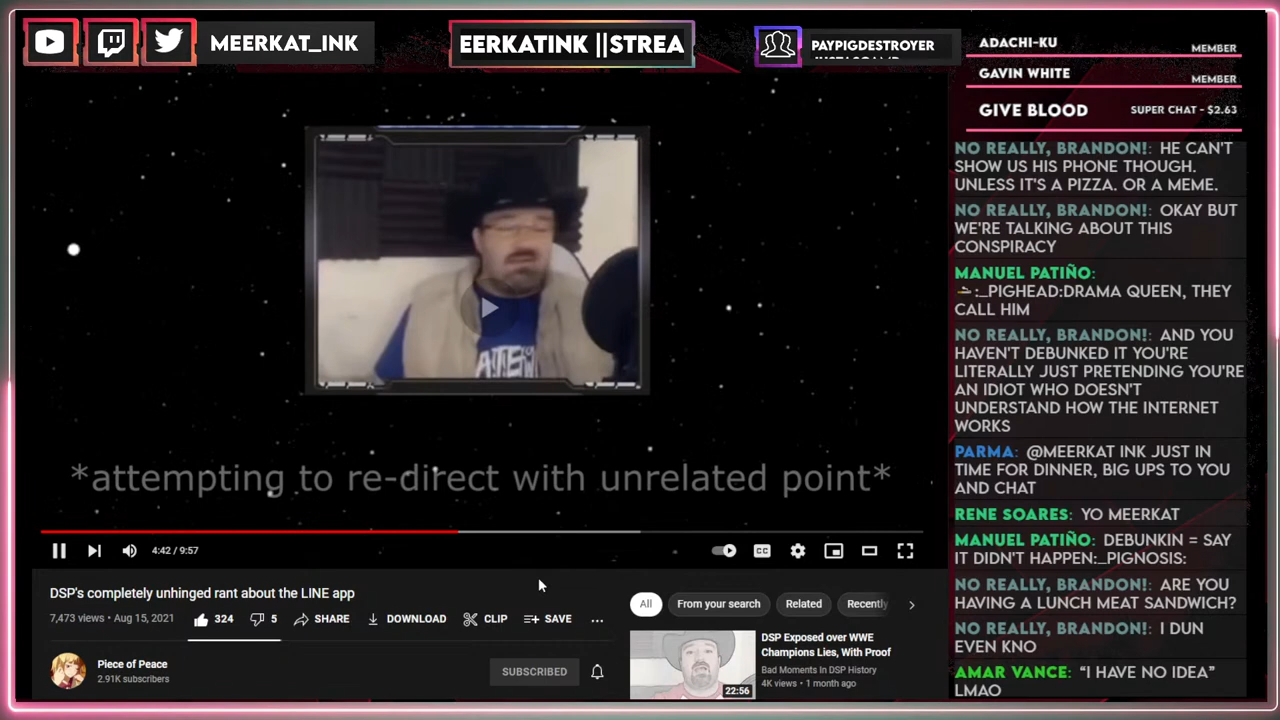 MEERKAT_INK
EERKATINK ||STREA
PAYPIGDESTROYER
ADACHI-KU MEMBER
GAVIN WHITE MEMBER
GIVE BLOOD SUPER CHAT - $2.63
NO REALLY, BRANDON!: HE CAN'T
SHOW US HIS PHONE THOUGH.
UNLESS IT'S A PIZZA. OR A MEME.
NO REALLY, BRANDON!: OKAY BUT
WE'RE TALKING ABOUT THIS
CONSPIRACY
MANUEL PATIÑO:
:_PIGHEAD:DRAMA QUEEN, THEY
CALL HIM
NO REALLY, BRANDON!: AND YOU
HAVEN'T DEBUNKED IT YOU'RE
LITERALLY JUST PRETENDING YOU'RE
AN IDIOT WHO DOESN'T
UNDERSTAND HOW THE INTERNET
WORKS
PARMA: @MEERKAT INK JUST IN
TIME FOR DINNER, BIG UPS TO YOU
AND CHAT
RENE SOARES: YO MEERKAT
MANUEL PATIÑO: DEBUNKIN = SAY
IT DIDN'T HAPPEN:_PIGNOSIS:
NO REALLY, BRANDON!: ARE YOU
HAVING A LUNCH MEAT SANDWICH?
NO REALLY, BRANDON!: I DUN
EVEN KNO
AMAR VANCE: “I HAVE NO IDEA”
LMAO
*attempting to re-direct with unrelated point*
4:42 / 9:57
CC
DSP's completely unhinged rant about the LINE app
7,473 views • Aug 15, 2021
324
5
SHARE
DOWNLOAD
CLIP
SAVE
Piece of Peace
2.91K subscribers
SUBSCRIBED
All
From your search
Related
Recently
DSP Exposed over WWE
Champions Lies, With Proof
Bad Moments In DSP History
4K views • 1 month ago
22:56